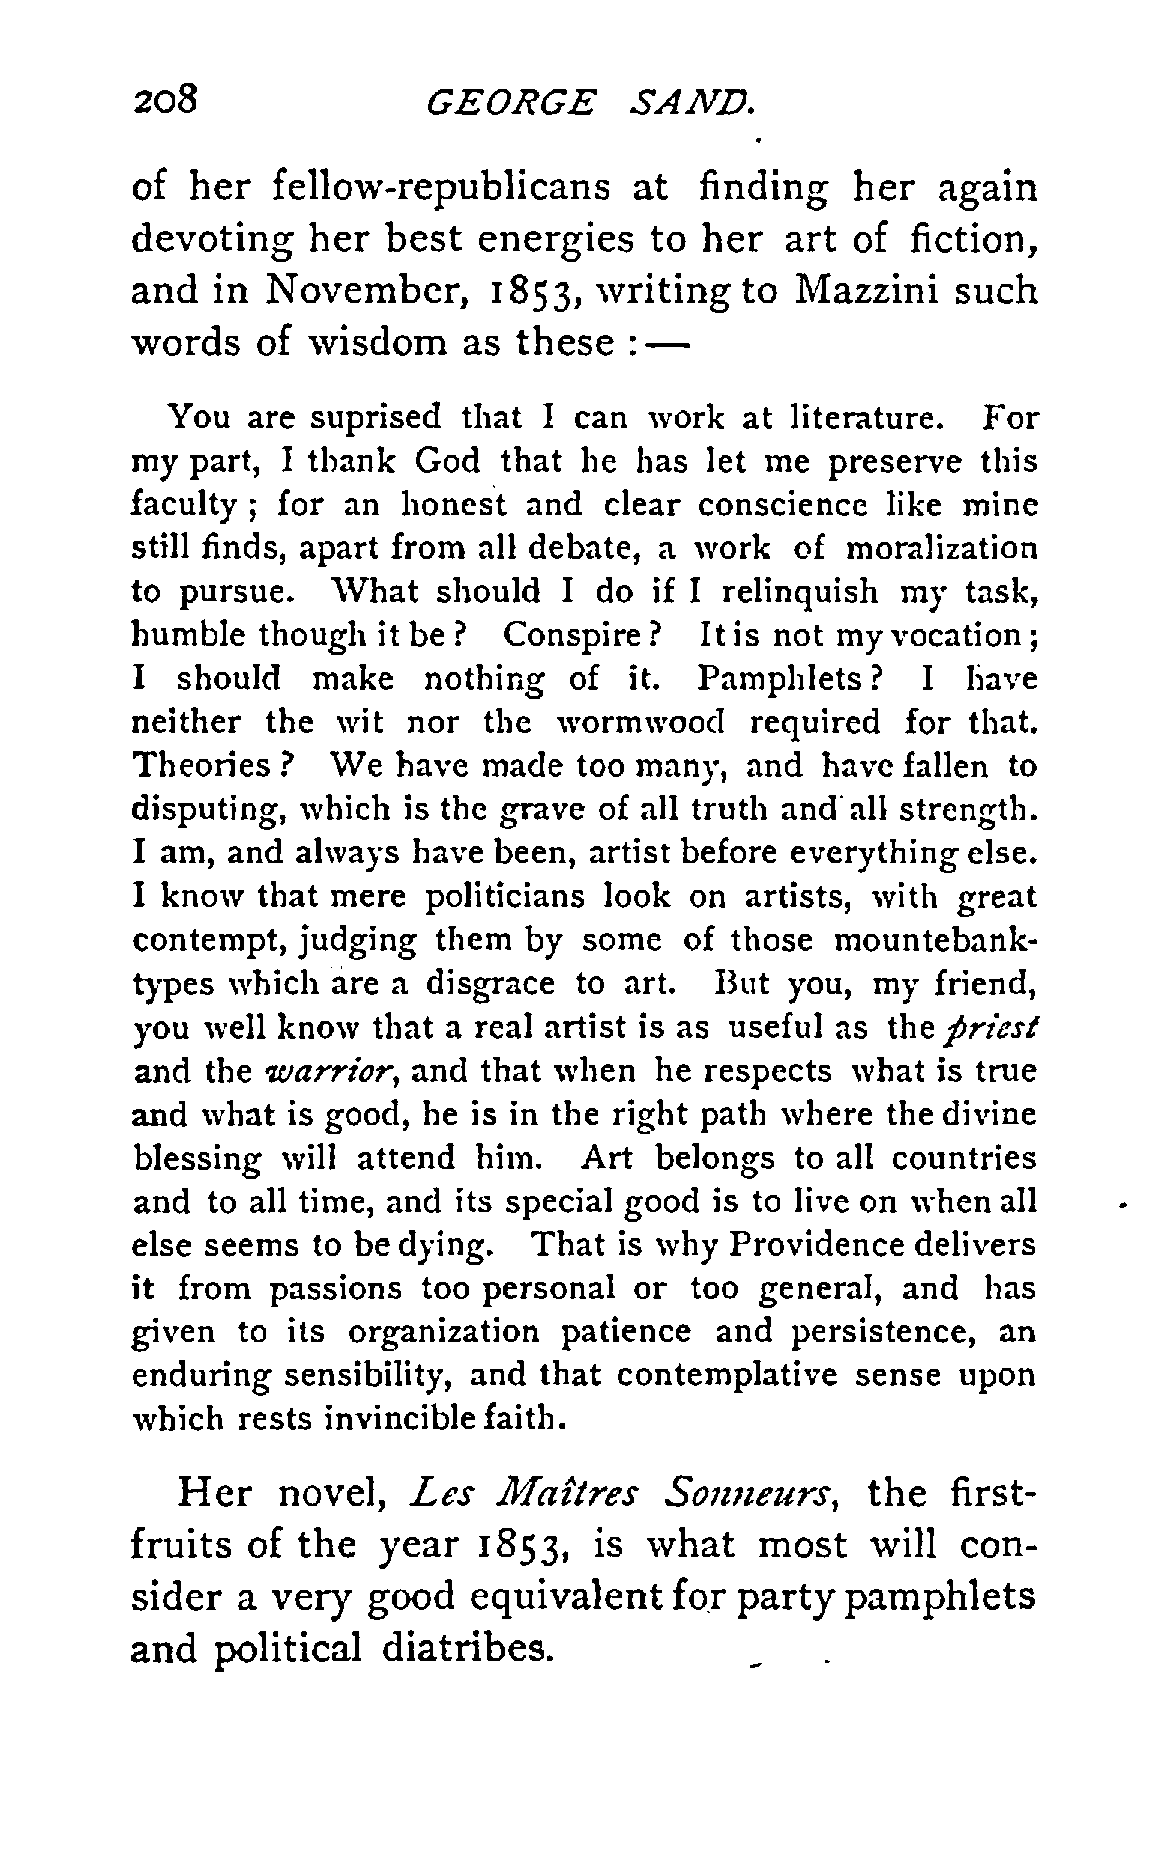 208 GEORGE SAND.
of her fellow-republicans at finding her again
devoting her best energies to her art of fiction,
and in November, 1853, writing to Mazzini such
words of wisdom as these :—
You are suprised that I can work at literature. For
my part, I thank God that he has let me preserve this
faculty ; for an honest and clear conscience like mine
still finds, apart from all debate, a work of moralization
to pursue. What should I do if I relinquish my task,
humble though it be ? Conspire ? It is not my vocation ;
I should make nothing of it. Pamphlets ? I have
neither the wit nor the wormwood required for that.
Theories ? We have made too many, and have fallen to
disputing, which is the grave of all truth and all strength.
I am, and always have been, artist before everything else.
I know that mere politicians look on artists, with great
contempt, judging them by some of those mountebank-
types which are a disgrace to art. But you, my friend,
you well know that a real artist is as useful as the priest
and the warrior, and that when he respects what is true
and what is good, he is in the right path where the divine
blessing will attend him. Art belongs to all countries
and to all time, and its special good is to live on when all
else seems to be dying. That is why Providence delivers
it from passions too personal or too general, and has
given to its organization patience and persistence, an
enduring sensibility, and that contemplative sense upon
which rests invincible faith.
Her novel, Les Maîtres Sonneurs, the first-
fruits of the year 1853, is what most will con-
sider a very good equivalent for party pamphlets
and political diatribes.